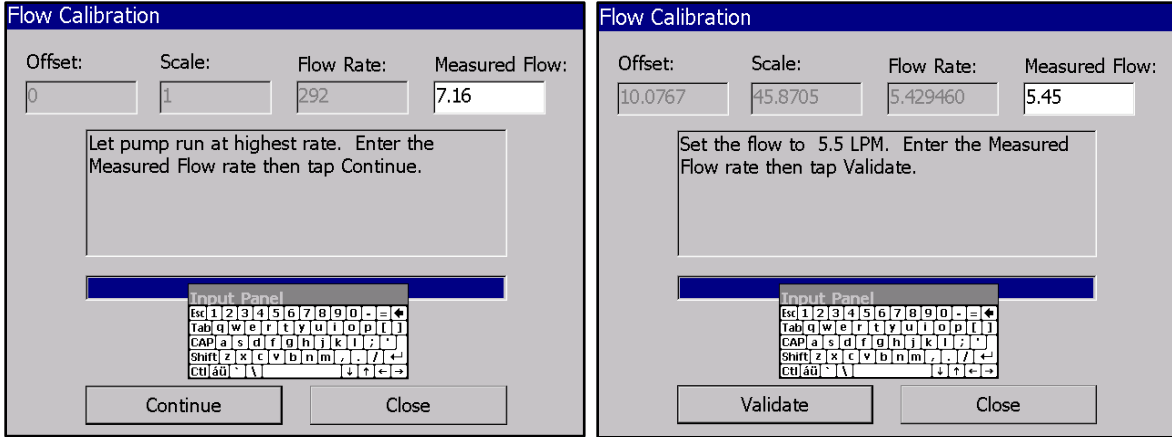 Flow Calibration
Offset: Scale: Flow Rate: Measured Flow:
0 1 292 7.16
Let pump run at highest rate. Enter the
Measured Flow rate then tap Continue.
Input Panel
Esc 1 2 3 4 5 6 7 8 9 0 - = 🡄
Tab q w e r t y u i o p [ ]
CAP a s d f g h j k l ; '
Shift z x c v b n m , . / ↵
Ctl áü ` \ ↓ ↑ ← →
Continue Close
Flow Calibration
Offset: Scale: Flow Rate: Measured Flow:
10.0767 45.8705 5.429460 5.45
Set the flow to 5.5 LPM. Enter the Measured
Flow rate then tap Validate.
Input Panel
Esc 1 2 3 4 5 6 7 8 9 0 - = 🡄
Tab q w e r t y u i o p [ ]
CAP a s d f g h j k l ; '
Shift z x c v b n m , . / ↵
Ctl áü ` \ ↓ ↑ ← →
Validate Close